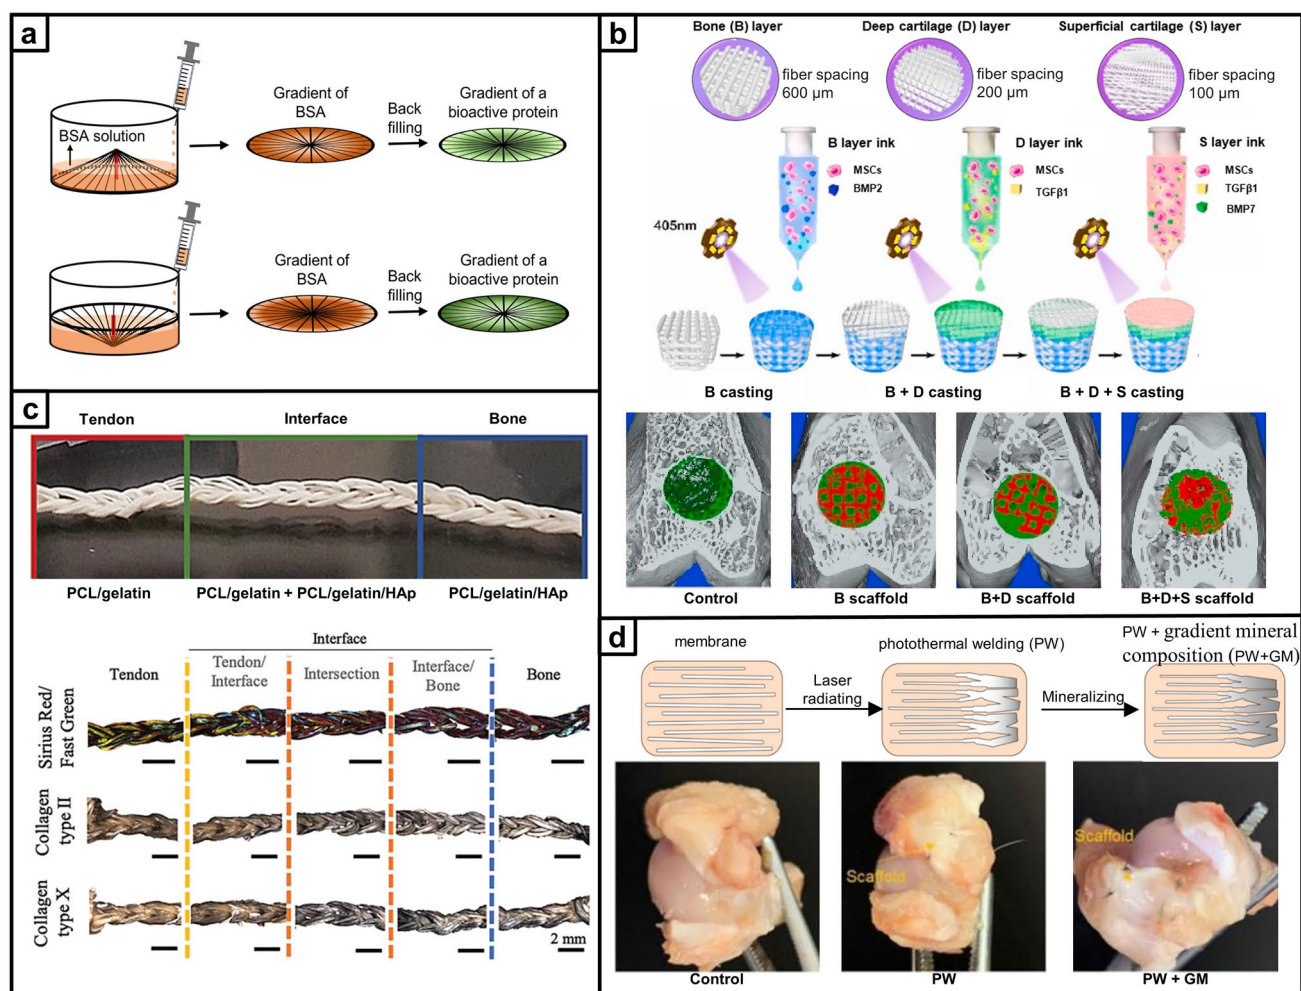 a
BSA solution
Gradient of
BSA
Back
filling
Gradient of a
bioactive protein
Gradient of
BSA
Back
filling
Gradient of a
bioactive protein
b
Bone (B) layer
Deep cartilage (D) layer
Superficial cartilage (S) layer
fiber spacing
600 μm
fiber spacing
200 μm
fiber spacing
100 μm
B layer ink
MSCs
BMP2
D layer ink
MSCs
TGFβ1
S layer ink
MSCs
TGFβ1
BMP7
405nm
B casting
B + D casting
B + D + S casting
Control
B scaffold
B+D scaffold
B+D+S scaffold
c
Tendon
Interface
Bone
PCL/gelatin
PCL/gelatin + PCL/gelatin/HAp
PCL/gelatin/HAp
Interface
Tendon
Tendon/
Interface
Intersection
Interface/
Bone
Bone
Sirius Red/
Fast Green
Collagen
type II
Collagen
type X
2 mm
d
membrane
Laser
radiating
photothermal welding (PW)
Mineralizing
PW + gradient mineral
composition (PW+GM)
Scaffold
Scaffold
Control
PW
PW + GM